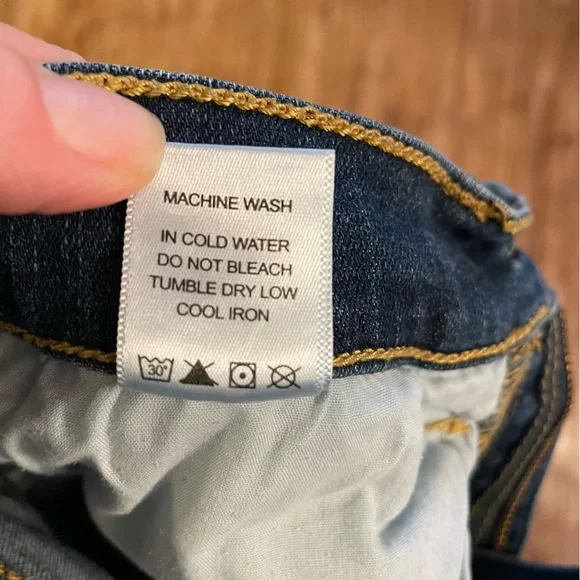 MACHINE WASH
IN COLD WATER
DO NOT BLEACH
TUMBLE DRY LOW
COOL IRON
30°